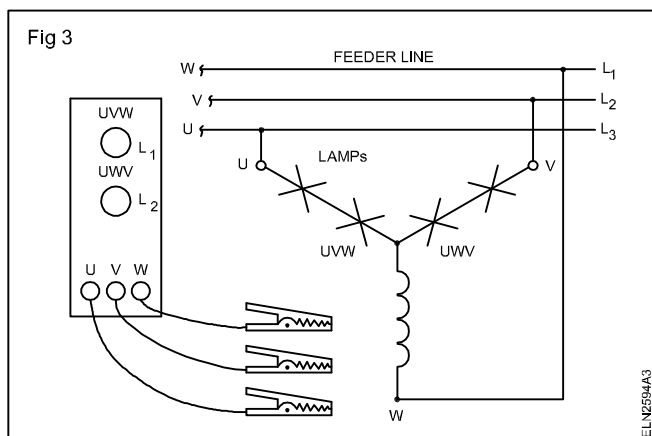 Fig 3
W FEEDER LINE L1
V L2
U L3
UVW
L1
UWV
L2
U V W
LAMPs
U V
UVW UWV
W
ELN2594A3